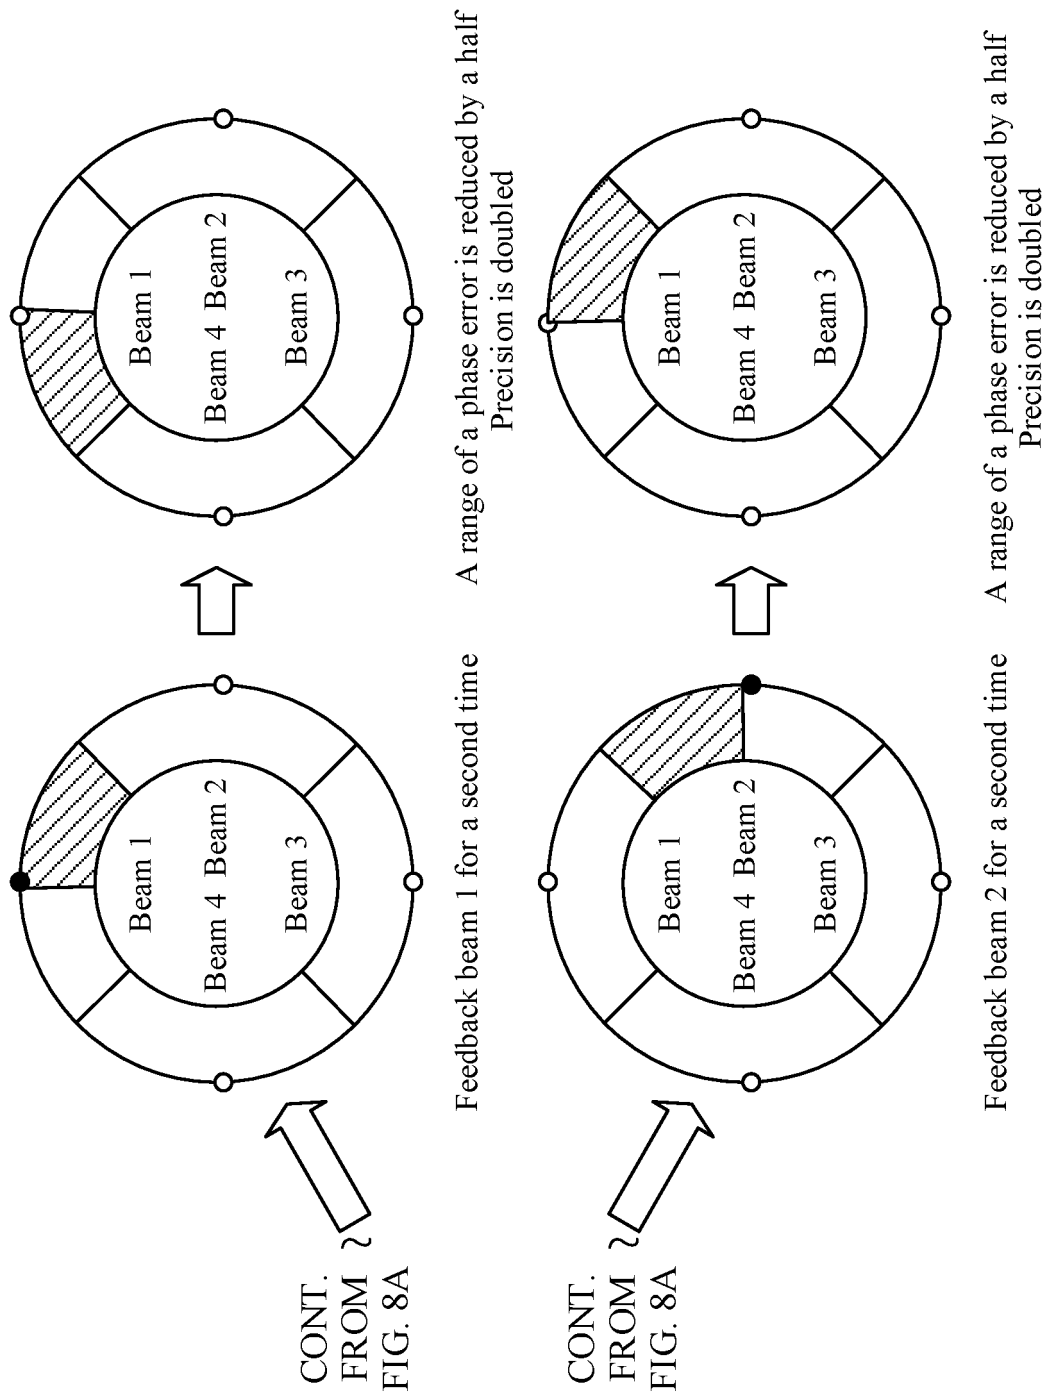 CONT.
FROM
FIG. 8A
Beam 1
Beam 4 Beam 2
Beam 3
Feedback beam 1 for a second time
Beam 1
Beam 4 Beam 2
Beam 3
A range of a phase error is reduced by a half
Precision is doubled
CONT.
FROM
FIG. 8A
Beam 1
Beam 4 Beam 2
Beam 3
Feedback beam 2 for a second time
Beam 1
Beam 4 Beam 2
Beam 3
A range of a phase error is reduced by a half
Precision is doubled